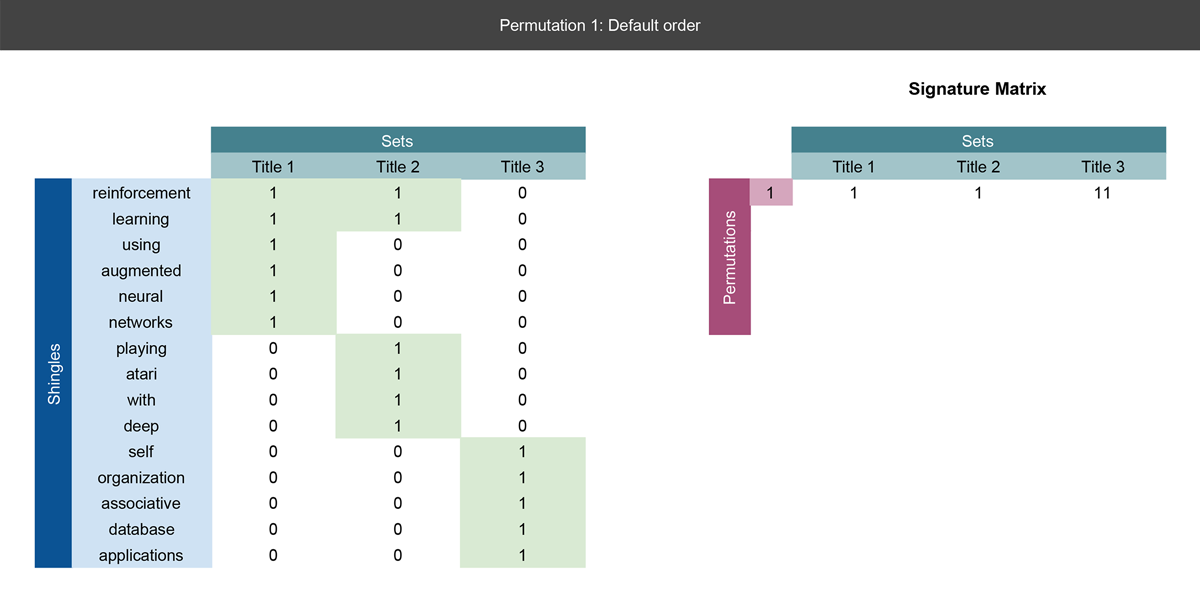 Permutation 1: Default order
Signature Matrix
Sets
Title 1 Title 2 Title 3
Shingles
reinforcement 1 1 0
learning 1 1 0
using 1 0 0
augmented 1 0 0
neural 1 0 0
networks 1 0 0
playing 0 1 0
atari 0 1 0
with 0 1 0
deep 0 1 0
self 0 0 1
organization 0 0 1
associative 0 0 1
database 0 0 1
applications 0 0 1
Sets
Title 1 Title 2 Title 3
Permutations
1 1 1 11